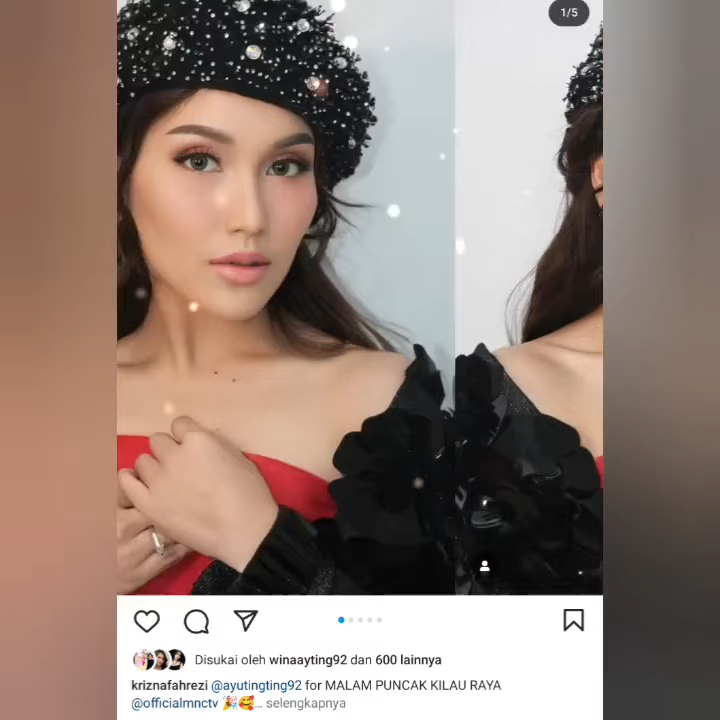 1/5
Disukai oleh winaayting92 dan 600 lainnya
kriznafahrezi @ayutingting92 for MALAM PUNCAK KILAU RAYA
@officialmnctv 🎉🥰... selengkapnya